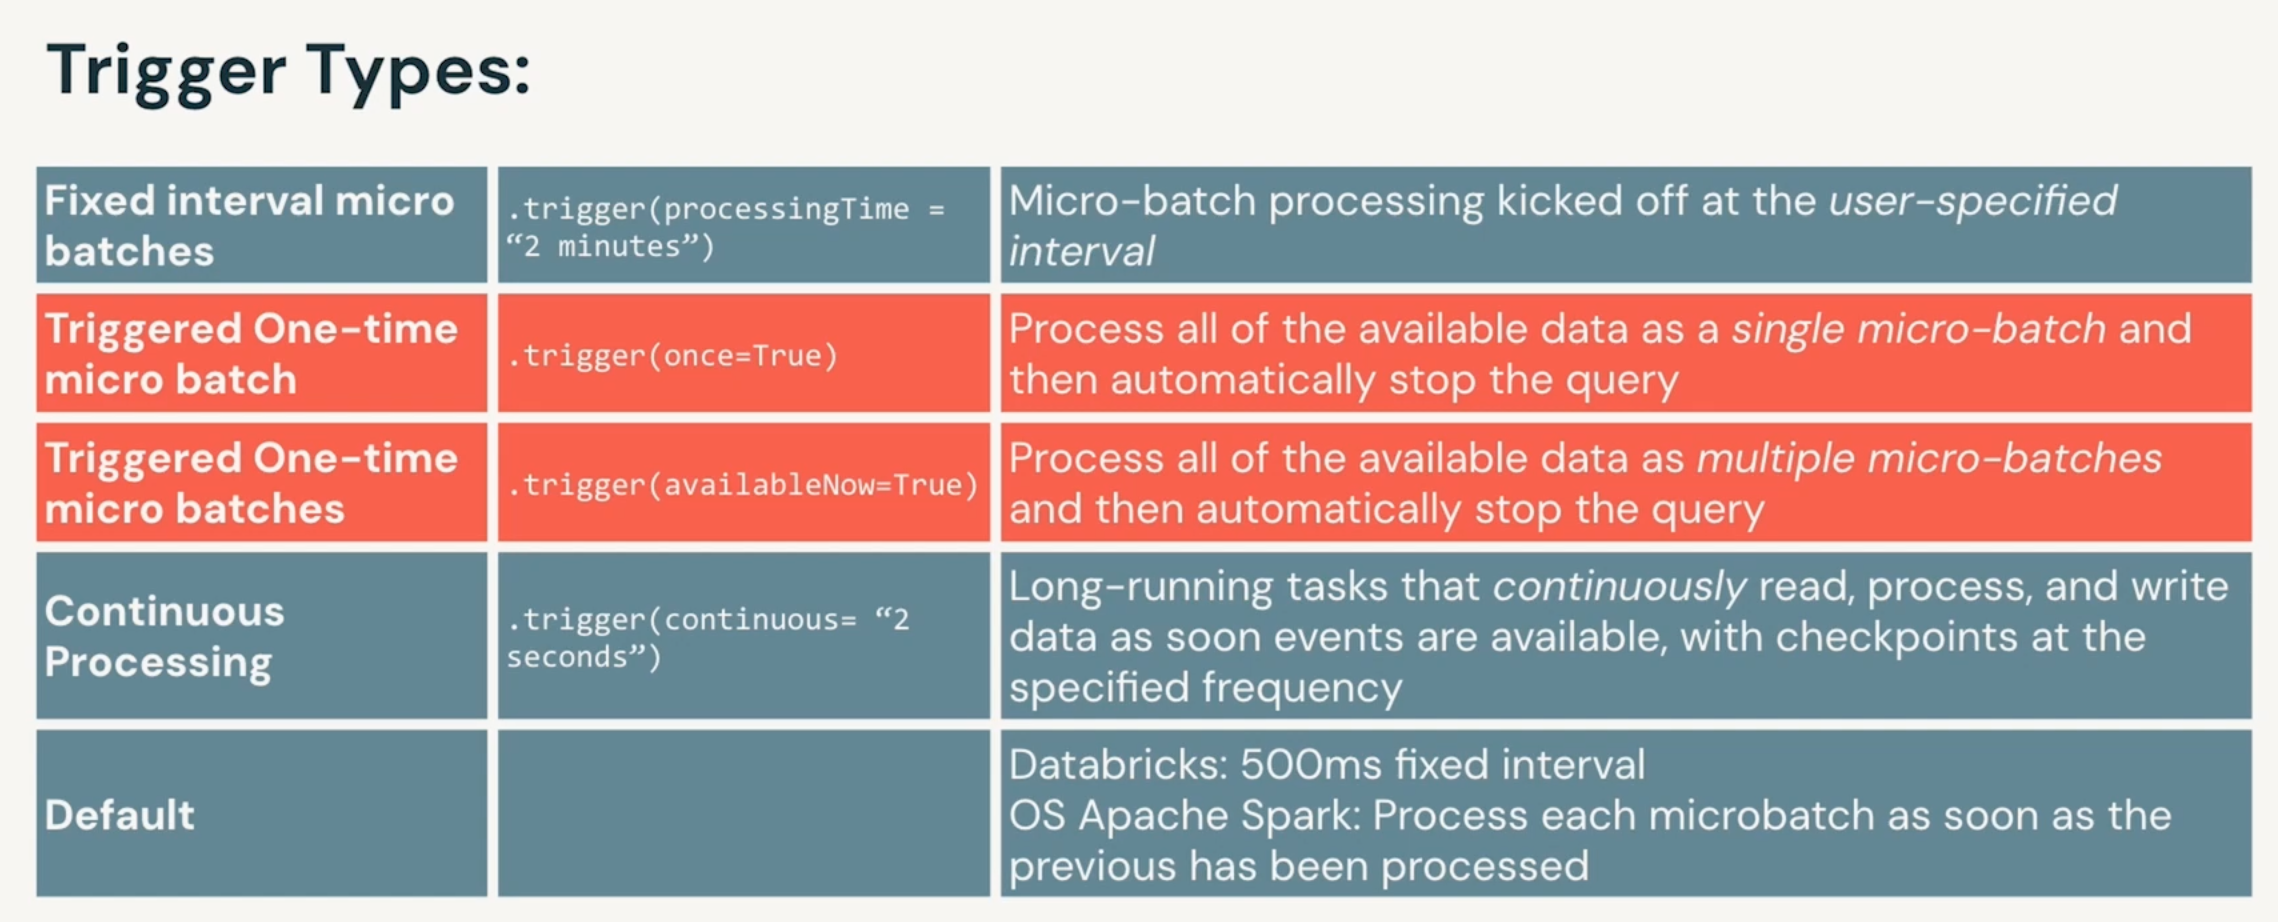 Trigger Types:
Fixed interval micro
batches
.trigger(processingTime =
“2 minutes”)
Micro-batch processing kicked off at the user-specified
interval
Triggered One-time
micro batch
.trigger(once=True)
Process all of the available data as a single micro-batch and
then automatically stop the query
Triggered One-time
micro batches
.trigger(availableNow=True)
Process all of the available data as multiple micro-batches
and then automatically stop the query
Continuous
Processing
.trigger(continuous= “2
seconds”)
Long-running tasks that continuously read, process, and write
data as soon events are available, with checkpoints at the
specified frequency
Default
Databricks: 500ms fixed interval
OS Apache Spark: Process each microbatch as soon as the
previous has been processed